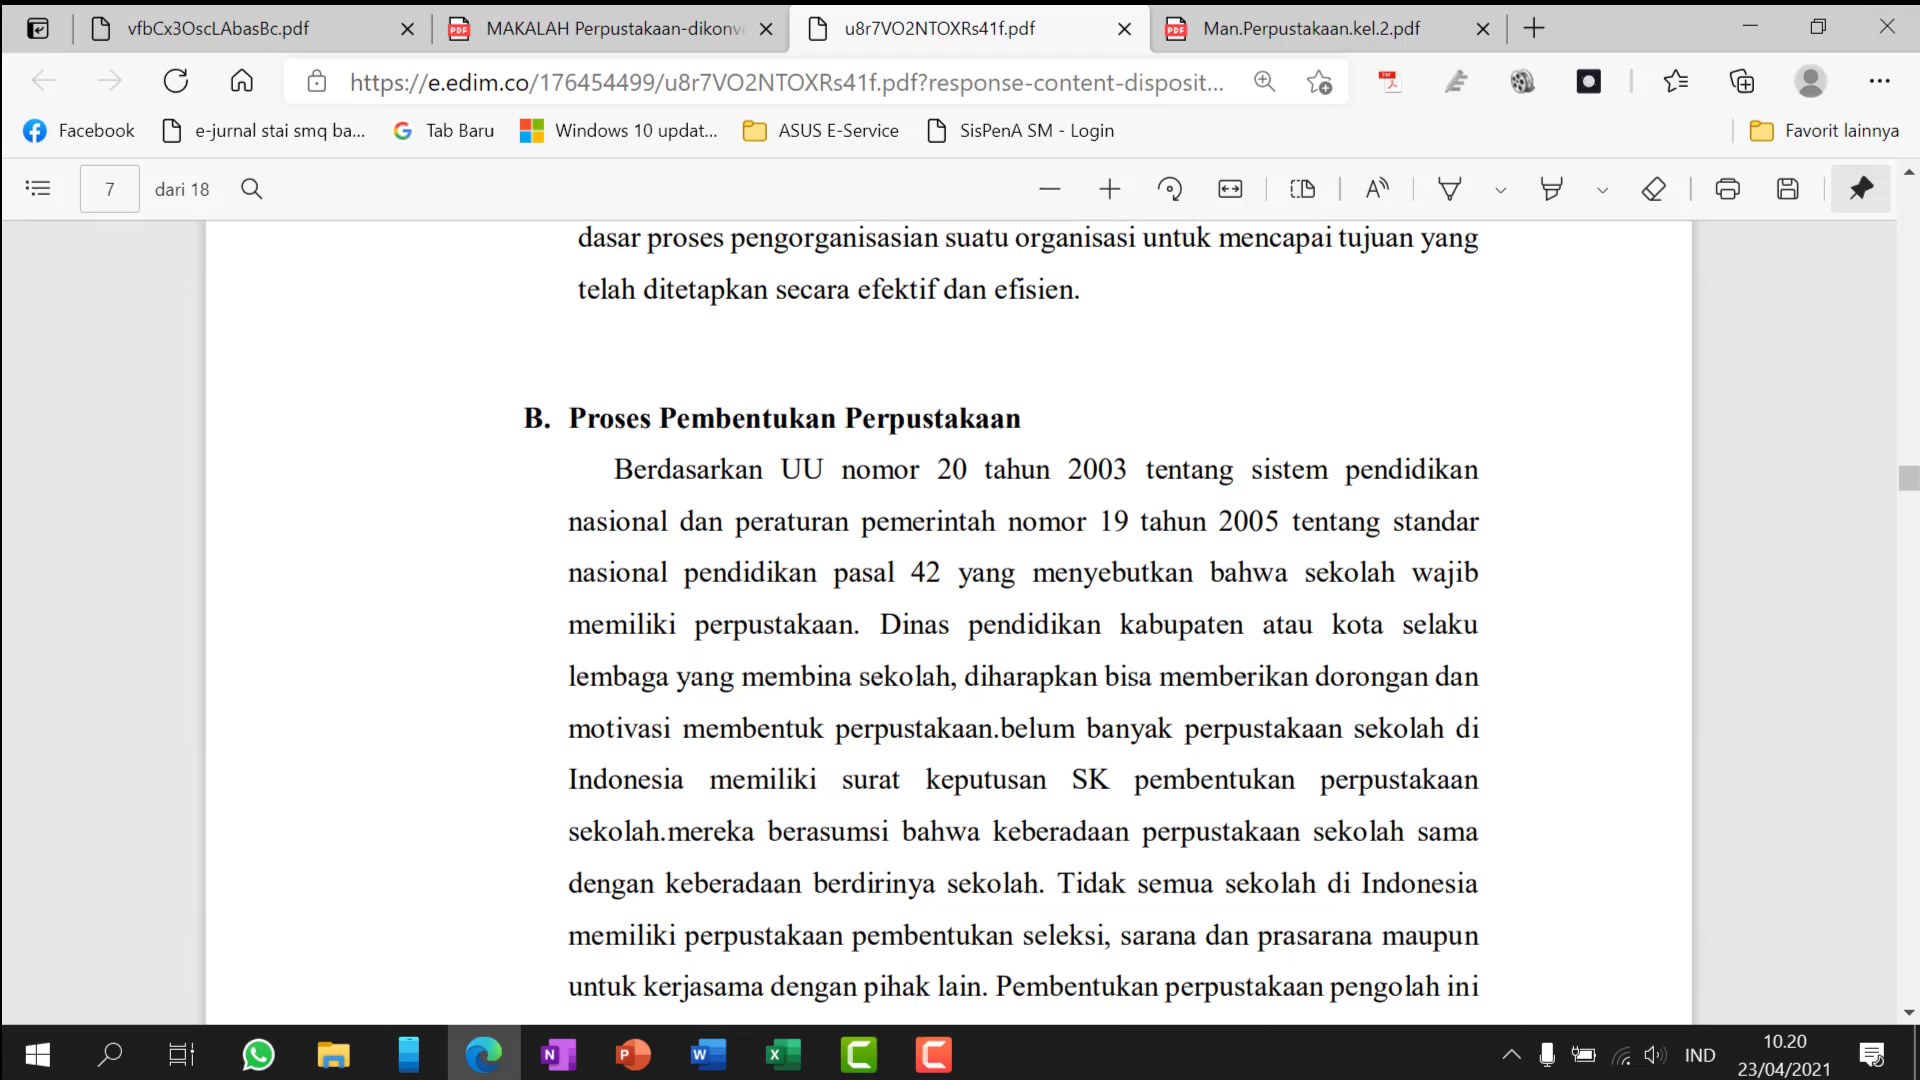 vfbCx3OscLAbasBc.pdf
MAKALAH Perpustakaan-dikonv
u8r7VO2NTOXRs41f.pdf
Man.Perpustakaan.kel.2.pdf
https://e.edim.co/176454499/u8r7VO2NTOXRs41f.pdf?response-content-disposit...
Facebook
e-jurnal stai smq ba...
Tab Baru
Windows 10 updat...
ASUS E-Service
SisPenA SM - Login
Favorit lainnya
7 dari 18
dasar proses pengorganisasian suatu organisasi untuk mencapai tujuan yang
telah ditetapkan secara efektif dan efisien.
B. Proses Pembentukan Perpustakaan
Berdasarkan UU nomor 20 tahun 2003 tentang sistem pendidikan
nasional dan peraturan pemerintah nomor 19 tahun 2005 tentang standar
nasional pendidikan pasal 42 yang menyebutkan bahwa sekolah wajib
memiliki perpustakaan. Dinas pendidikan kabupaten atau kota selaku
lembaga yang membina sekolah, diharapkan bisa memberikan dorongan dan
motivasi membentuk perpustakaan.belum banyak perpustakaan sekolah di
Indonesia memiliki surat keputusan SK pembentukan perpustakaan
sekolah.mereka berasumsi bahwa keberadaan perpustakaan sekolah sama
dengan keberadaan berdirinya sekolah. Tidak semua sekolah di Indonesia
memiliki perpustakaan pembentukan seleksi, sarana dan prasarana maupun
untuk kerjasama dengan pihak lain. Pembentukan perpustakaan pengolah ini
IND
10.20
23/04/2021